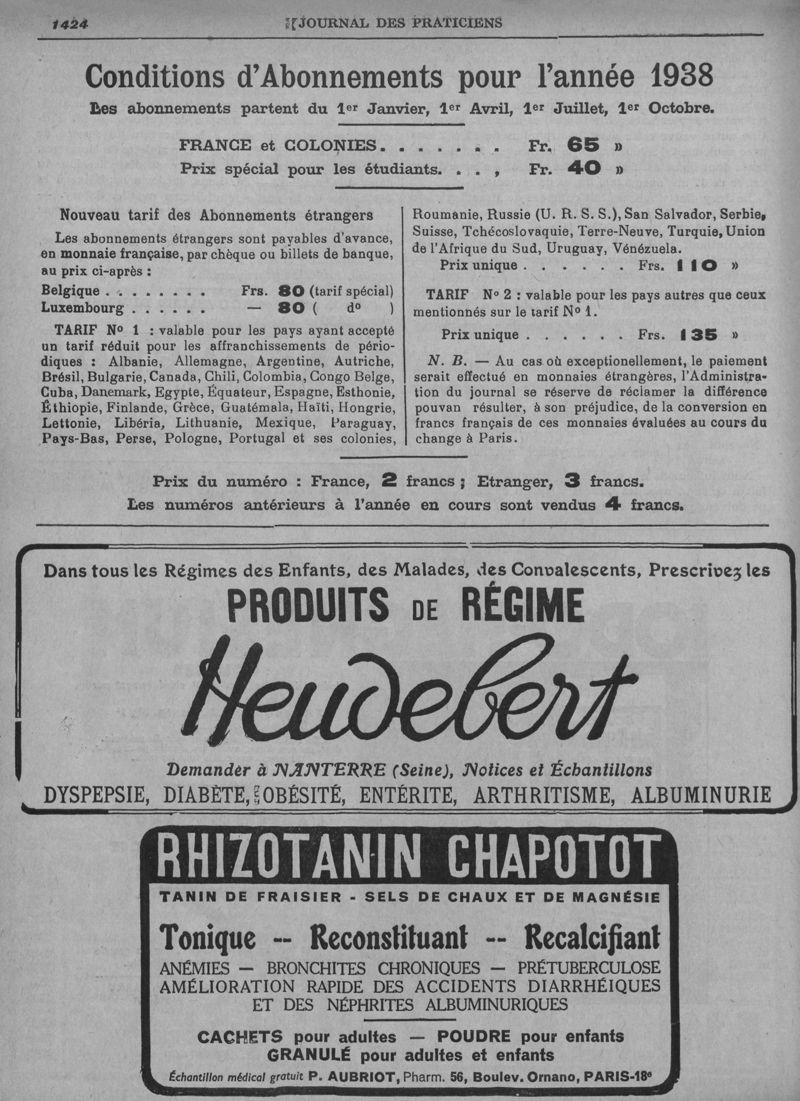 1424
JOURNAL DES PRATICIENS
Conditions d'Abonnements pour l'année 1938
Les abonnements partent du 1er Janvier, 1er Avril, 1er Juillet, 1er Octobre.
FRANCE et COLONIES. . . . . . . Fr. 65 »
Prix spécial pour les étudiants. . . , Fr. 40 »
Nouveau tarif des Abonnements étrangers
Les abonnements étrangers sont payables d'avance,
en monnaie française, par chèque ou billets de banque,
au prix ci-après :
Belgique . . . . . . . . Frs. 80 (tarif spécial)
Luxembourg . . . . . . — 80 ( do )
TARIF No 1 : valable pour les pays ayant accepté
un tarif réduit pour les affranchissements de pério-
diques : Albanie, Allemagne, Argentine, Autriche,
Brésil, Bulgarie, Canada, Chili, Colombia, Congo Belge,
Cuba, Danemark, Egypte, Équateur, Espagne, Esthonie,
Éthiopie, Finlande, Grèce, Guatémala, Haïti, Hongrie,
Lettonie, Libéria, Lithuanie, Mexique, Paraguay,
Pays-Bas, Perse, Pologne, Portugal et ses colonies,
Roumanie, Russie (U. R. S. S.), San Salvador, Serbie,
Suisse, Tchécoslovaquie, Terre-Neuve, Turquie, Union
de l'Afrique du Sud, Uruguay, Vénézuela.
Prix unique . . . . . . Frs. 110 »
TARIF No 2 : valable pour les pays autres que ceux
mentionnés sur le tarif No 1.
Prix unique . . . . . . Frs. 135 »
N. B. — Au cas où exceptionellement, le paiement
serait effectué en monnaies étrangères, l'Administra-
tion du journal se réserve de réclamer la différence
pouvan résulter, à son préjudice, de la conversion en
francs français de ces monnaies évaluées au cours du
change à Paris.
Prix du numéro : France, 2 francs ; Etranger, 3 francs.
Les numéros antérieurs à l'année en cours sont vendus 4 francs.
Dans tous les Régimes des Enfants, des Malades, des Convalescents, Prescrivez les
PRODUITS DE RÉGIME
Heudebert
Demander à NANTERRE (Seine), Notices et Échantillons
DYSPEPSIE, DIABÈTE, OBÉSITÉ, ENTÉRITE, ARTHRITISME, ALBUMINURIE
RHIZOTANIN CHAPOTOT
TANIN DE FRAISIER - SELS DE CHAUX ET DE MAGNÉSIE
Tonique -- Reconstituant -- Recalcifiant
ANÉMIES — BRONCHITES CHRONIQUES — PRÉTUBERCULOSE
AMÉLIORATION RAPIDE DES ACCIDENTS DIARRHÉIQUES
ET DES NÉPHRITES ALBUMINURIQUES
CACHETS pour adultes — POUDRE pour enfants
GRANULÉ pour adultes et enfants
Échantillon médical gratuit P. AUBRIOT, Pharm. 56, Boulev. Ornano, PARIS-18e